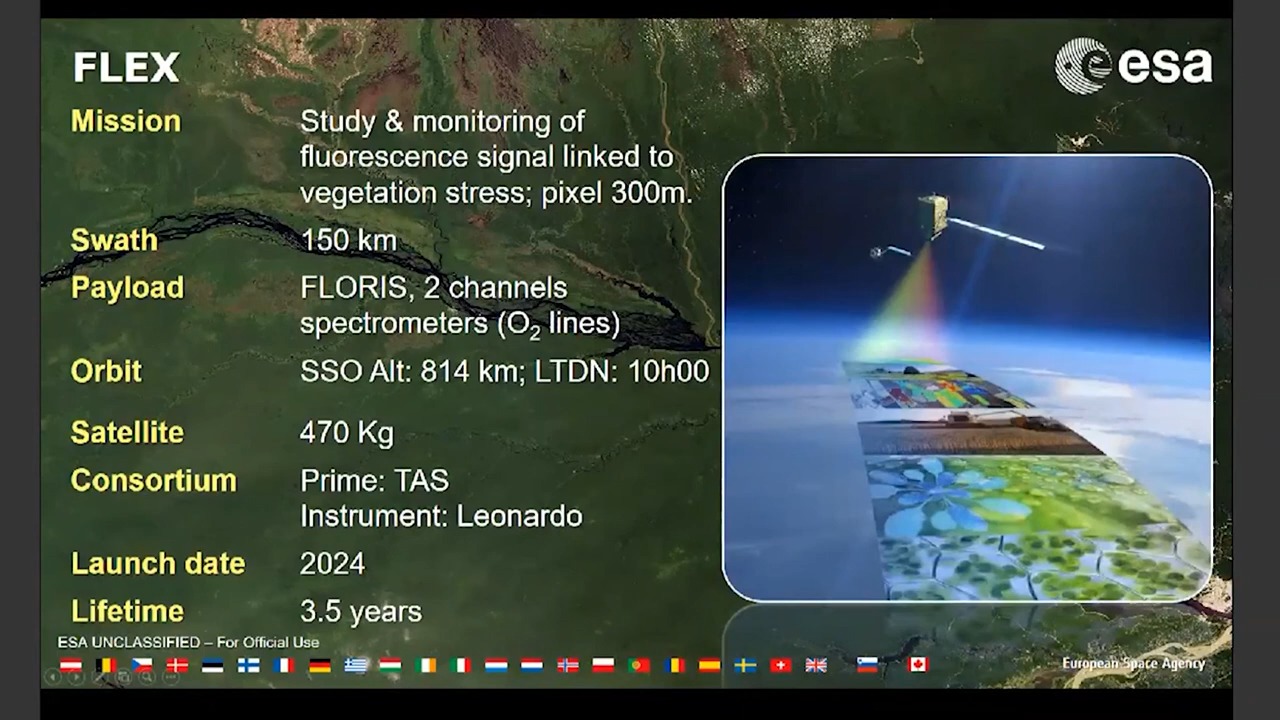 FLEX
esa
Mission Study & monitoring of
fluorescence signal linked to
vegetation stress; pixel 300m.
Swath 150 km
Payload FLORIS, 2 channels
spectrometers (O₂ lines)
Orbit SSO Alt: 814 km; LTDN: 10h00
Satellite 470 Kg
Consortium Prime: TAS
Instrument: Leonardo
Launch date 2024
Lifetime 3.5 years
ESA UNCLASSIFIED – For Official Use
European Space Agency